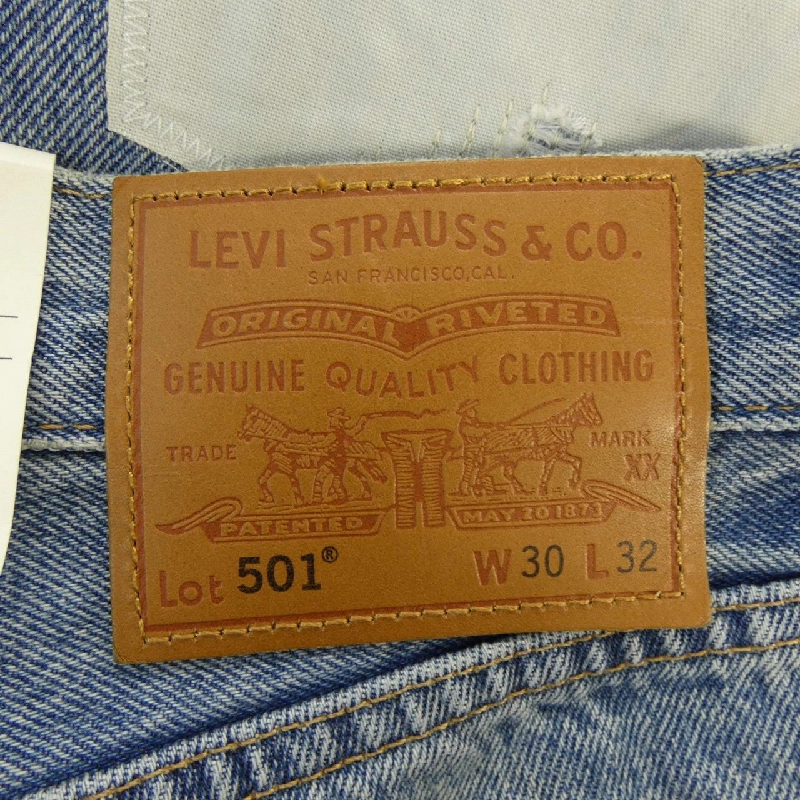 LEVI STRAUSS & CO.
SAN FRANCISCO, CAL.
ORIGINAL RIVETED
GENUINE QUALITY CLOTHING
TRADE MARK
XX
PATENTED MAY 20 1873
Lot 501® W 30 L 32